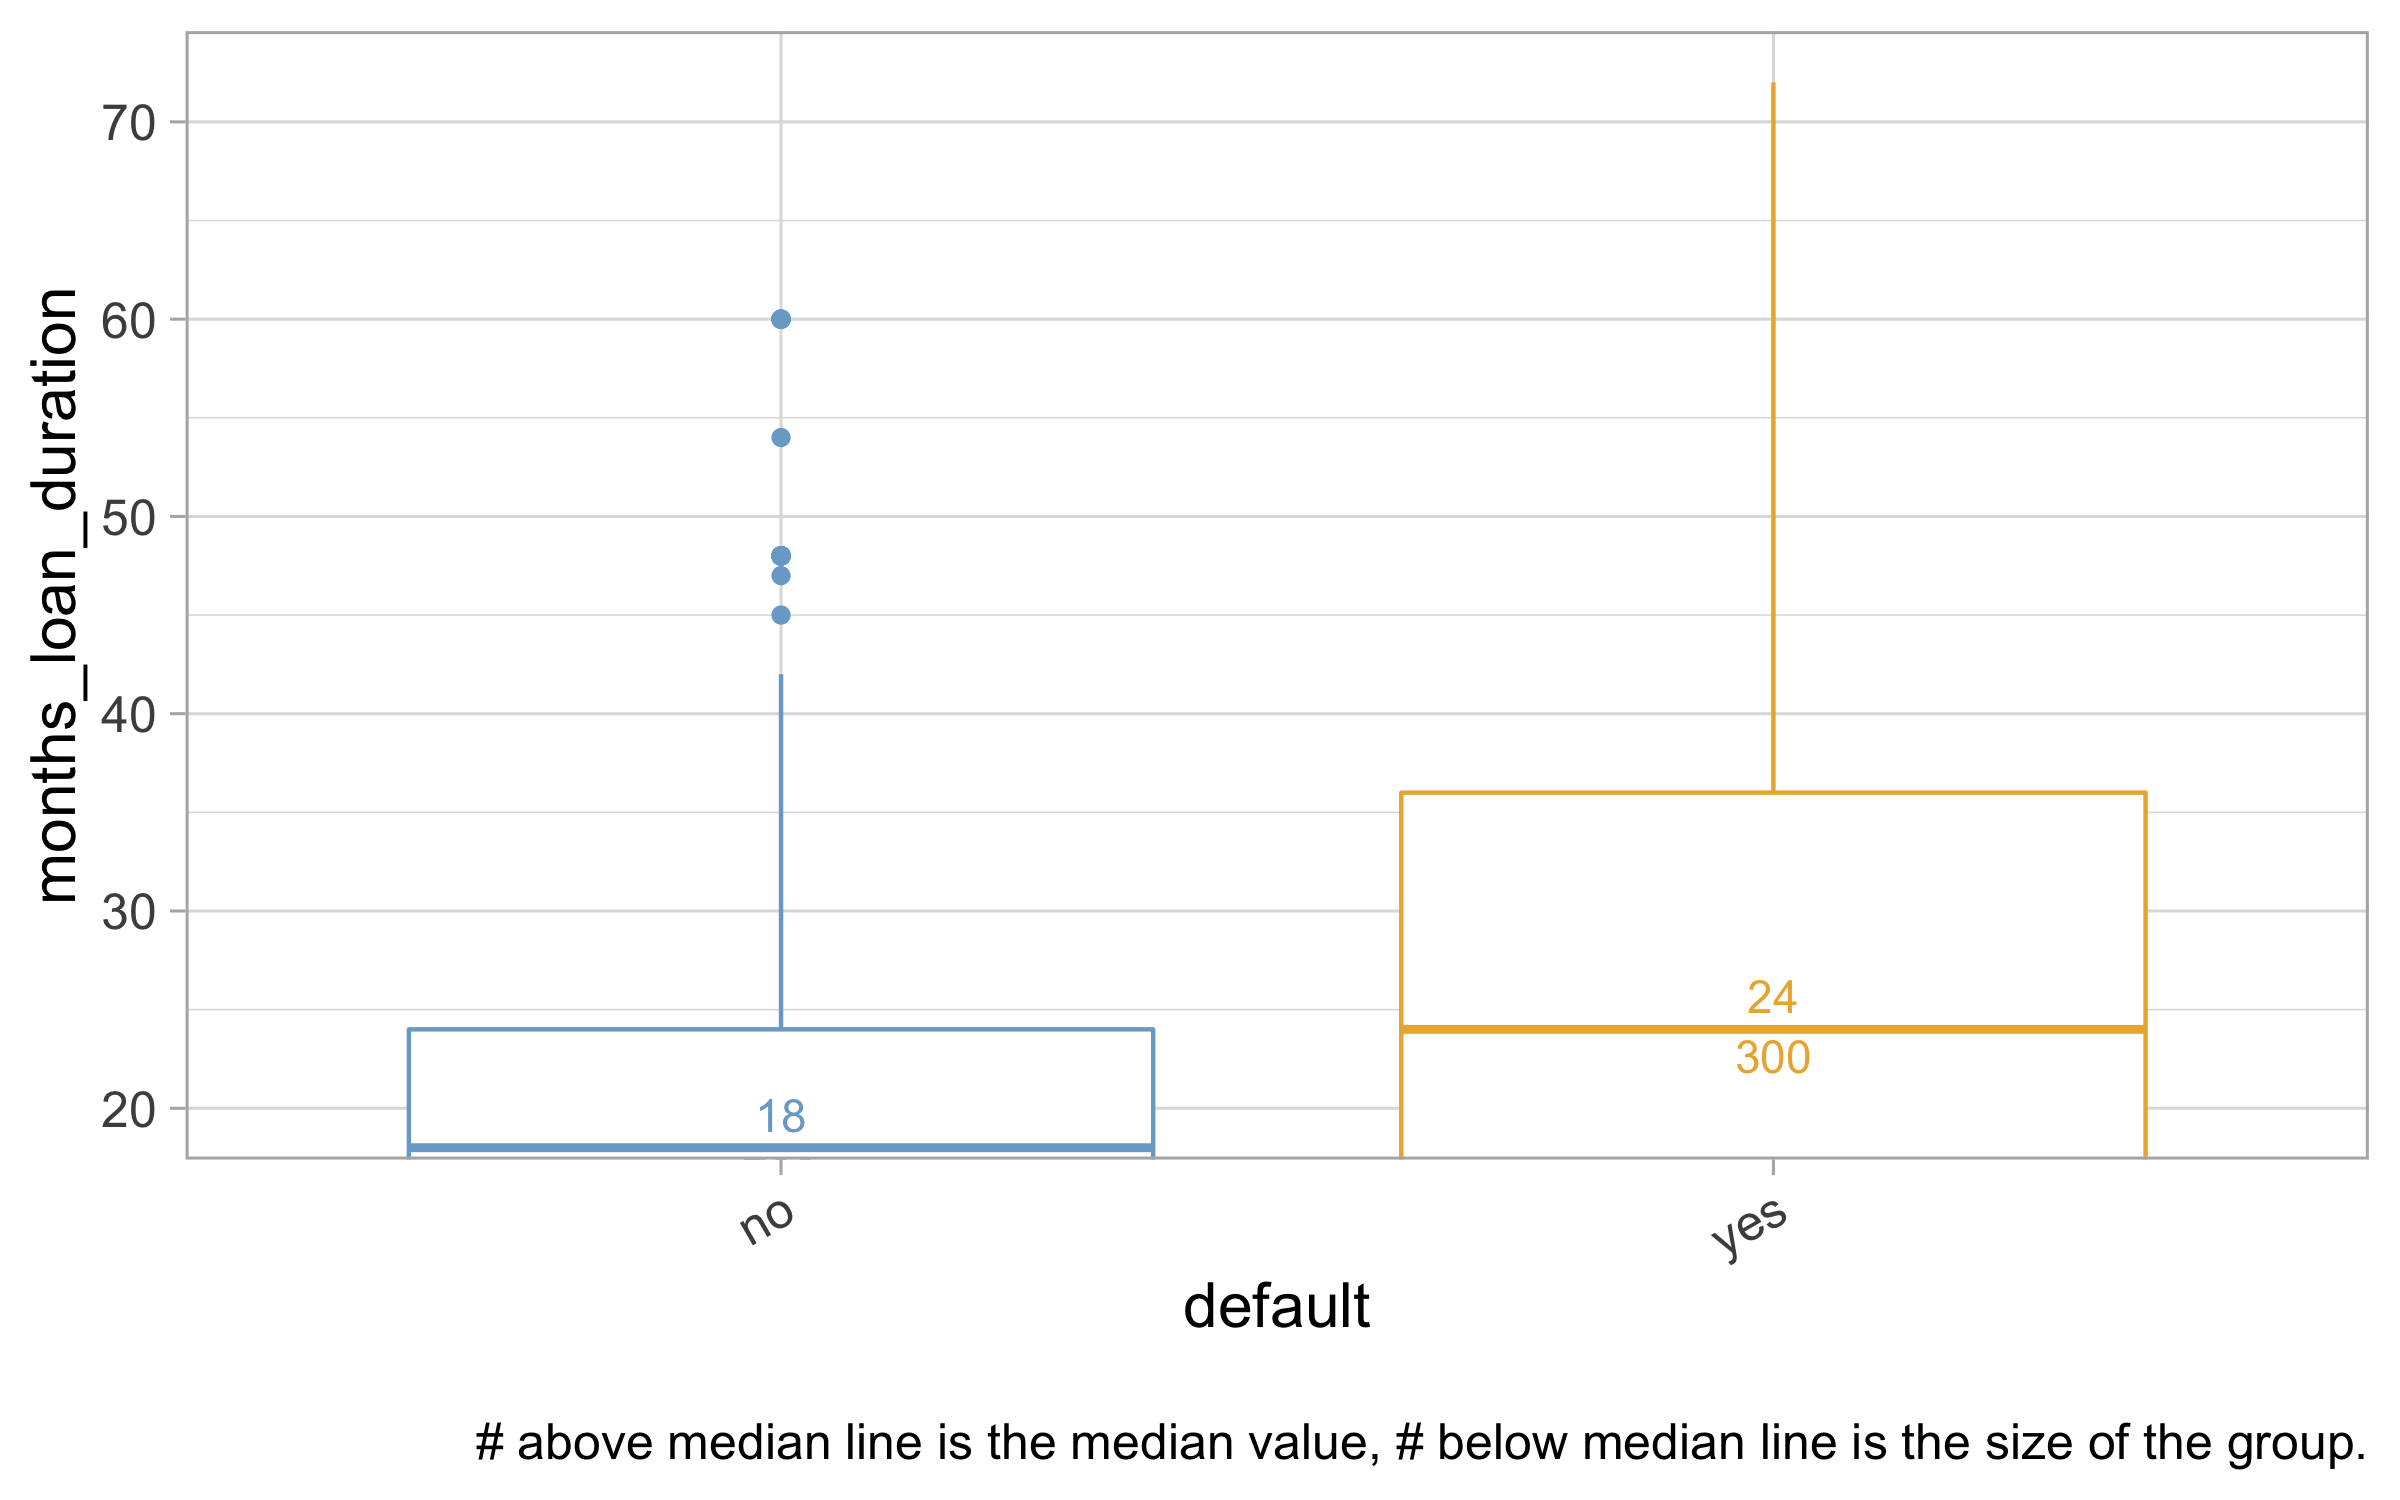 months_loan_duration
70
60
50
40
30
20
24
300
18
no
yes
default
# above median line is the median value, # below median line is the size of the group.